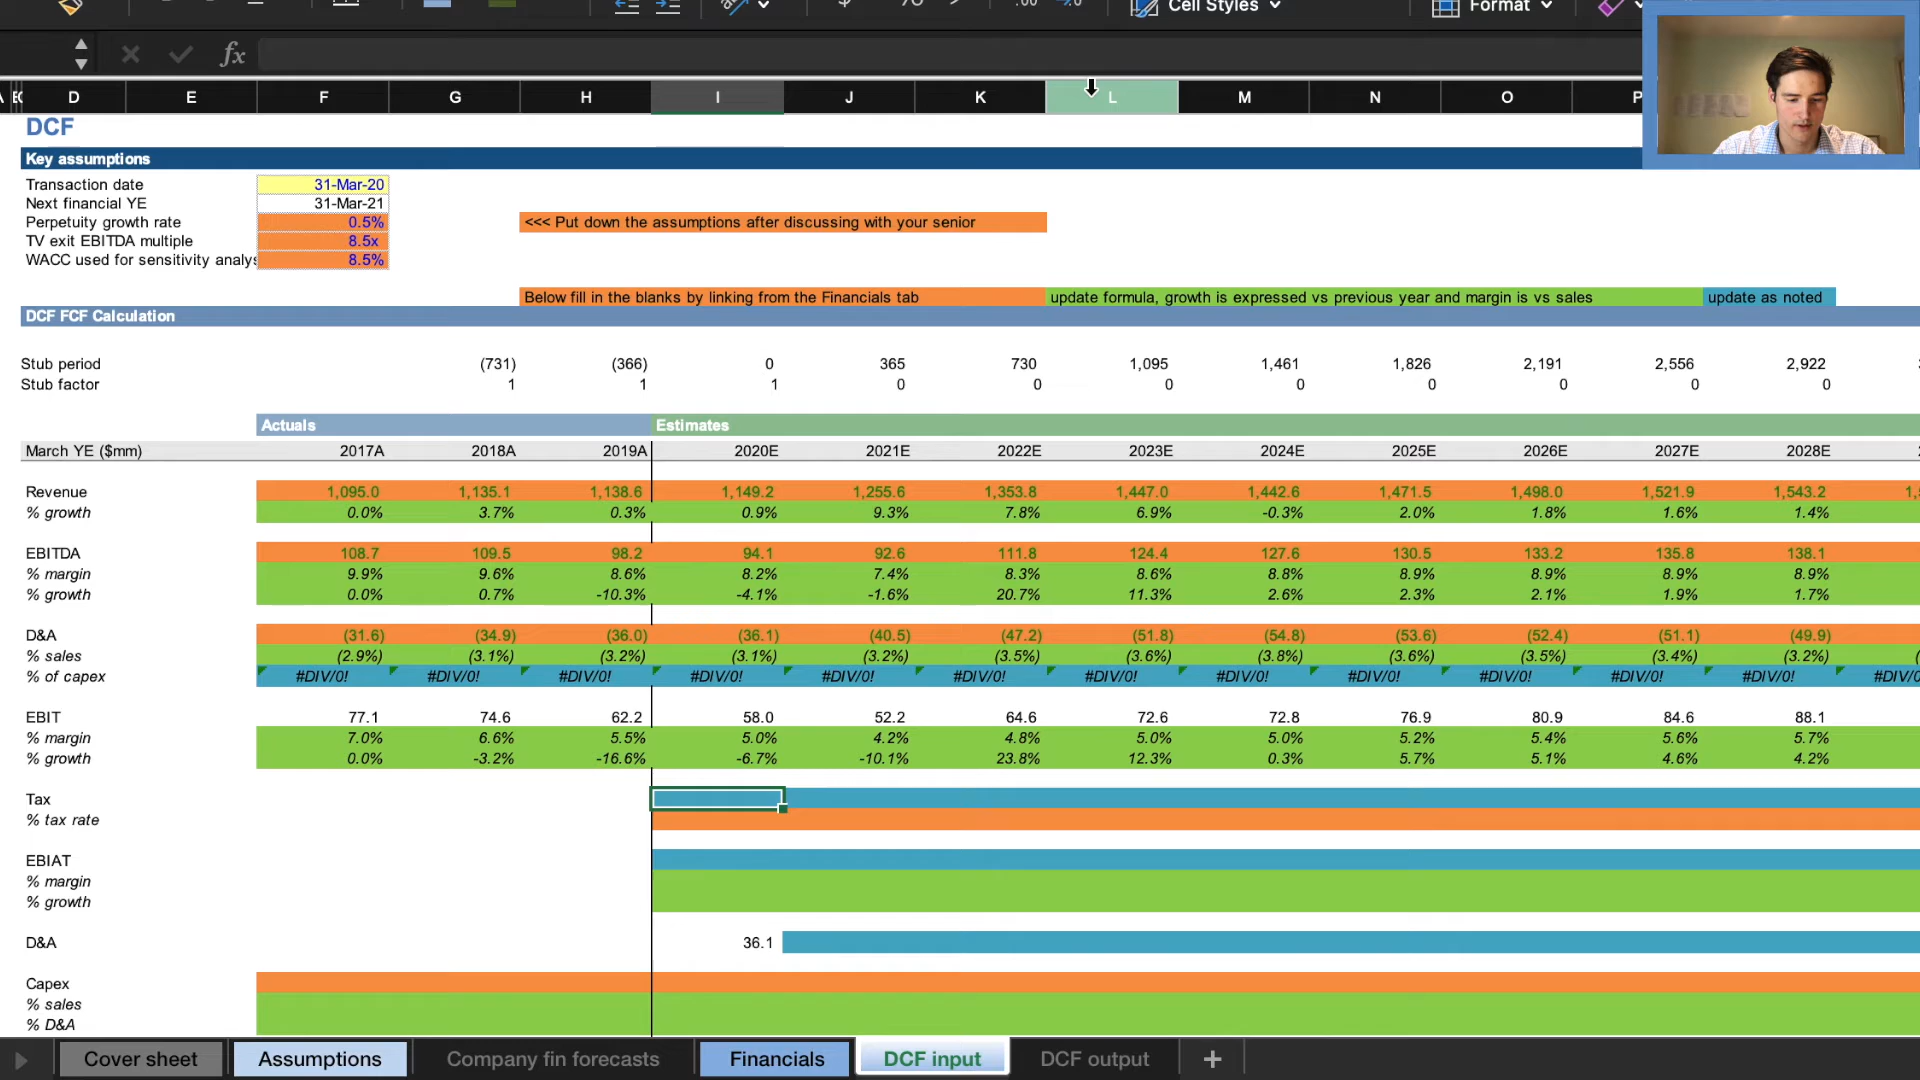 Cell Styles Format
fx
D E F G H I J K L M N O P
DCF
Key assumptions
Transaction date 31-Mar-20
Next financial YE 31-Mar-21
Perpetuity growth rate 0.5% <<< Put down the assumptions after discussing with your senior
TV exit EBITDA multiple 8.5x
WACC used for sensitivity analys 8.5%
Below fill in the blanks by linking from the Financials tab update formula, growth is expressed vs previous year and margin is vs sales update as noted
DCF FCF Calculation
Stub period (731) (366) 0 365 730 1,095 1,461 1,826 2,191 2,556 2,922
Stub factor 1 1 1 0 0 0 0 0 0 0 0
Actuals Estimates
March YE ($mm) 2017A 2018A 2019A 2020E 2021E 2022E 2023E 2024E 2025E 2026E 2027E 2028E
Revenue 1,095.0 1,135.1 1,138.6 1,149.2 1,255.6 1,353.8 1,447.0 1,442.6 1,471.5 1,498.0 1,521.9 1,543.2
% growth 0.0% 3.7% 0.3% 0.9% 9.3% 7.8% 6.9% -0.3% 2.0% 1.8% 1.6% 1.4%
EBITDA 108.7 109.5 98.2 94.1 92.6 111.8 124.4 127.6 130.5 133.2 135.8 138.1
% margin 9.9% 9.6% 8.6% 8.2% 7.4% 8.3% 8.6% 8.8% 8.9% 8.9% 8.9% 8.9%
% growth 0.0% 0.7% -10.3% -4.1% -1.6% 20.7% 11.3% 2.6% 2.3% 2.1% 1.9% 1.7%
D&A (31.6) (34.9) (36.0) (36.1) (40.5) (47.2) (51.8) (54.8) (53.6) (52.4) (51.1) (49.9)
% sales (2.9%) (3.1%) (3.2%) (3.1%) (3.2%) (3.5%) (3.6%) (3.8%) (3.6%) (3.5%) (3.4%) (3.2%)
% of capex #DIV/0! #DIV/0! #DIV/0! #DIV/0! #DIV/0! #DIV/0! #DIV/0! #DIV/0! #DIV/0! #DIV/0! #DIV/0! #DIV/0! #DIV/0
EBIT 77.1 74.6 62.2 58.0 52.2 64.6 72.6 72.8 76.9 80.9 84.6 88.1
% margin 7.0% 6.6% 5.5% 5.0% 4.2% 4.8% 5.0% 5.0% 5.2% 5.4% 5.6% 5.7%
% growth 0.0% -3.2% -16.6% -6.7% -10.1% 23.8% 12.3% 0.3% 5.7% 5.1% 4.6% 4.2%
Tax
% tax rate
EBIAT
% margin
% growth
D&A 36.1
Capex
% sales
% D&A
Cover sheet Assumptions Company fin forecasts Financials DCF input DCF output +